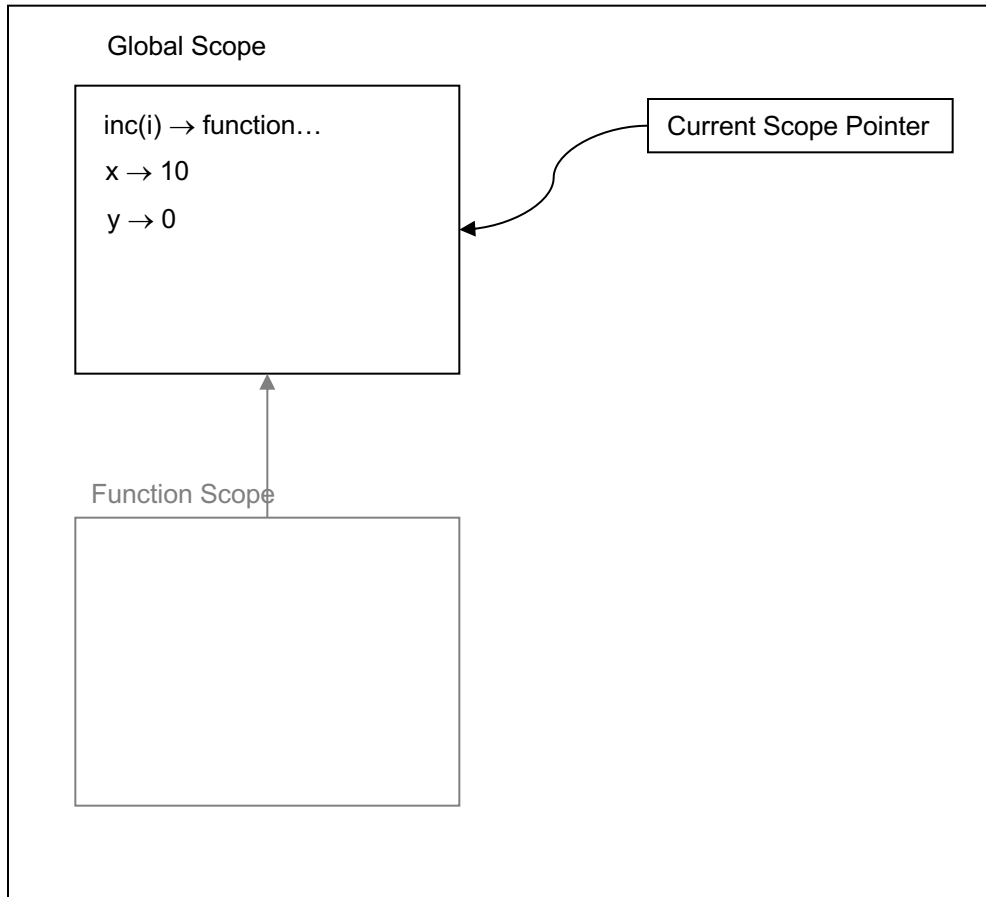 Global Scope
inc(i) → function…
x → 10
y → 0
Current Scope Pointer
Function Scope